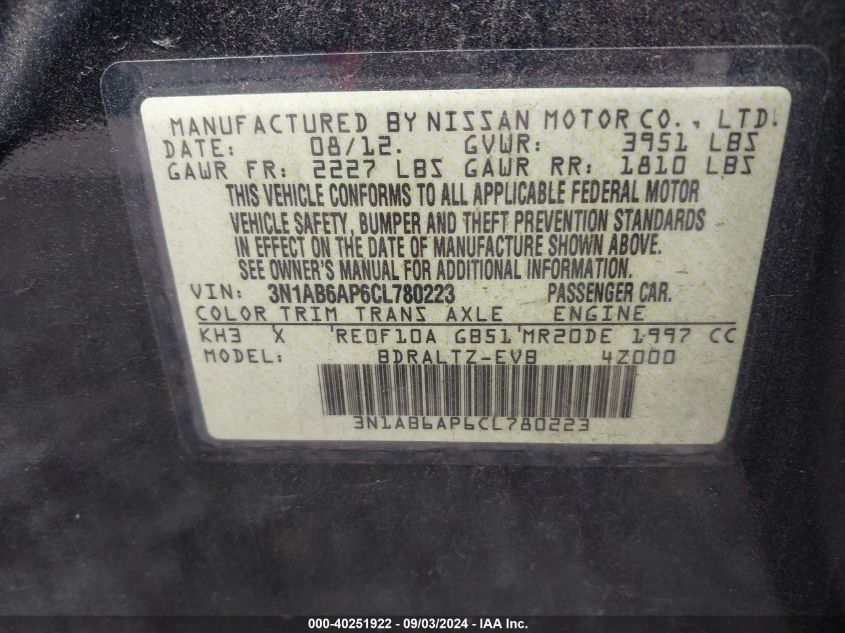 MANUFACTURED BY NISSAN MOTOR CO., LTD.
DATE: 08/12. GVWR: 3951 LBS
GAWR FR: 2227 LBS GAWR RR: 1810 LBS
THIS VEHICLE CONFORMS TO ALL APPLICABLE FEDERAL MOTOR
VEHICLE SAFETY, BUMPER AND THEFT PREVENTION STANDARDS
IN EFFECT ON THE DATE OF MANUFACTURE SHOWN ABOVE.
SEE OWNER'S MANUAL FOR ADDITIONAL INFORMATION.
VIN: 3N1AB6AP6CL780223 PASSENGER CAR.
COLOR TRIM TRANS AXLE ENGINE
KH3 X RE0F10A GB51 MR20DE 1997 CC
MODEL: BDRALTZ-EVB 4Z000
3N1AB6AP6CL780223
000-40251922 - 09/03/2024 - IAA Inc.